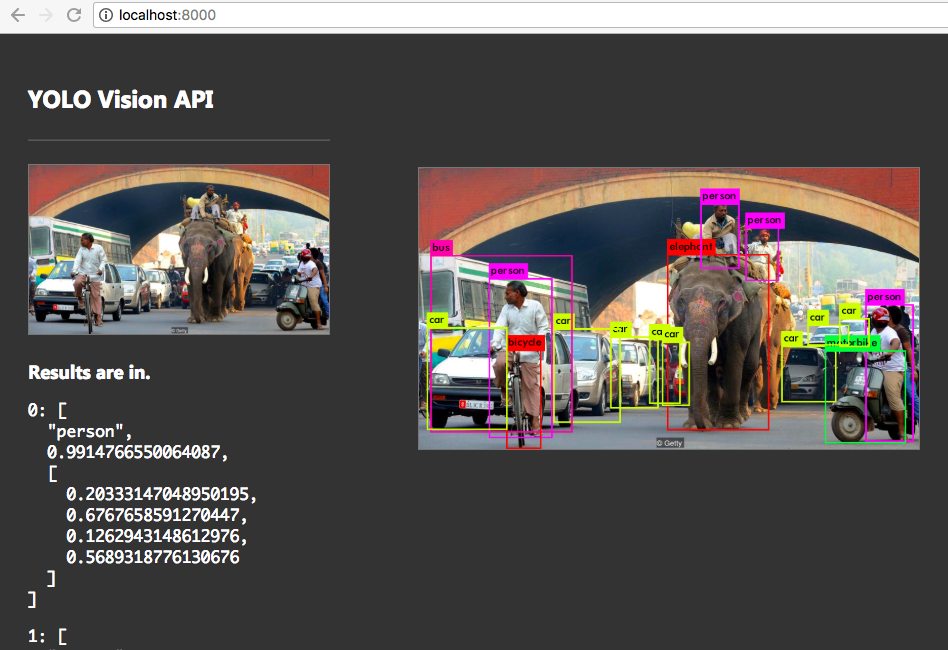 localhost:8000
YOLO Vision API
© Getty
Results are in.
0: [
"person",
0.9914766550064087,
[
0.20333147048950195,
0.6767658591270447,
0.1262943148612976,
0.5689318776130676
]
]
1: [
person
person
bus
elephant
person
person
car
car
car
car
car
car
car
car
bicycle
motorbike
© Getty